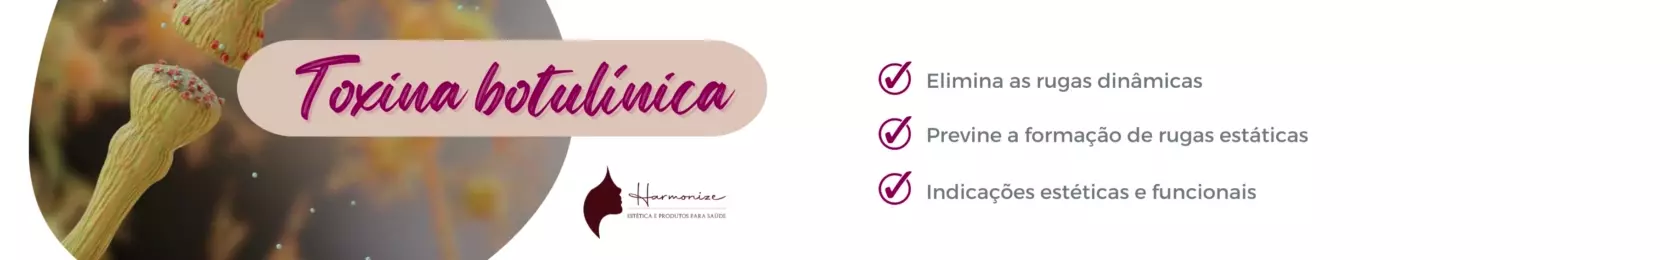 Toxina botulínica
Harmonize
ESTÉTICA E PRODUTOS PARA SAÚDE
Elimina as rugas dinâmicas
Previne a formação de rugas estáticas
Indicações estéticas e funcionais